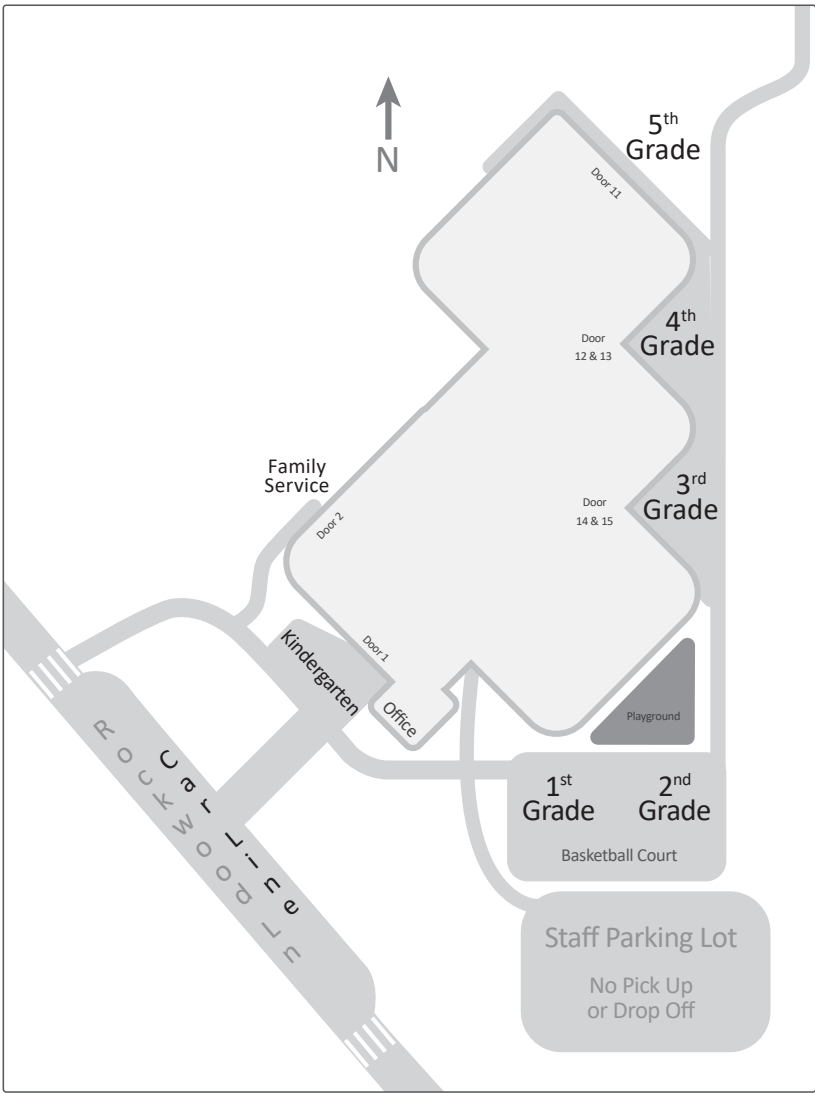 N
5th
Grade
Door 11
4th
Grade
Door
12 & 13
Family
Service
3rd
Grade
Door
14 & 15
Door 2
Door 1
Kindergarten
Office
Playground
Car Line
Rockwood Ln
1st
Grade
2nd
Grade
Basketball Court
Staff Parking Lot
No Pick Up
or Drop Off